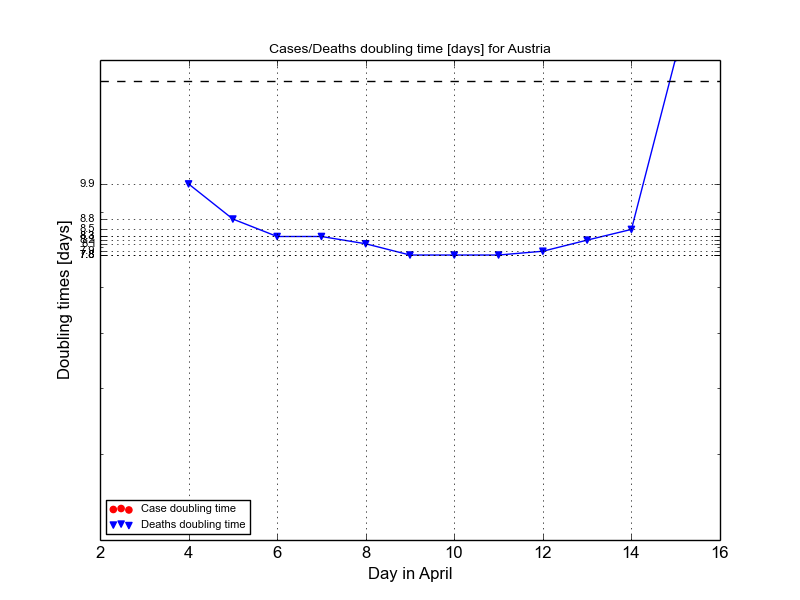 Cases/Deaths doubling time [days] for Austria
Doubling times [days]
9.9
8.8
8.5
7.8
Case doubling time
Deaths doubling time
2 4 6 8 10 12 14 16
Day in April